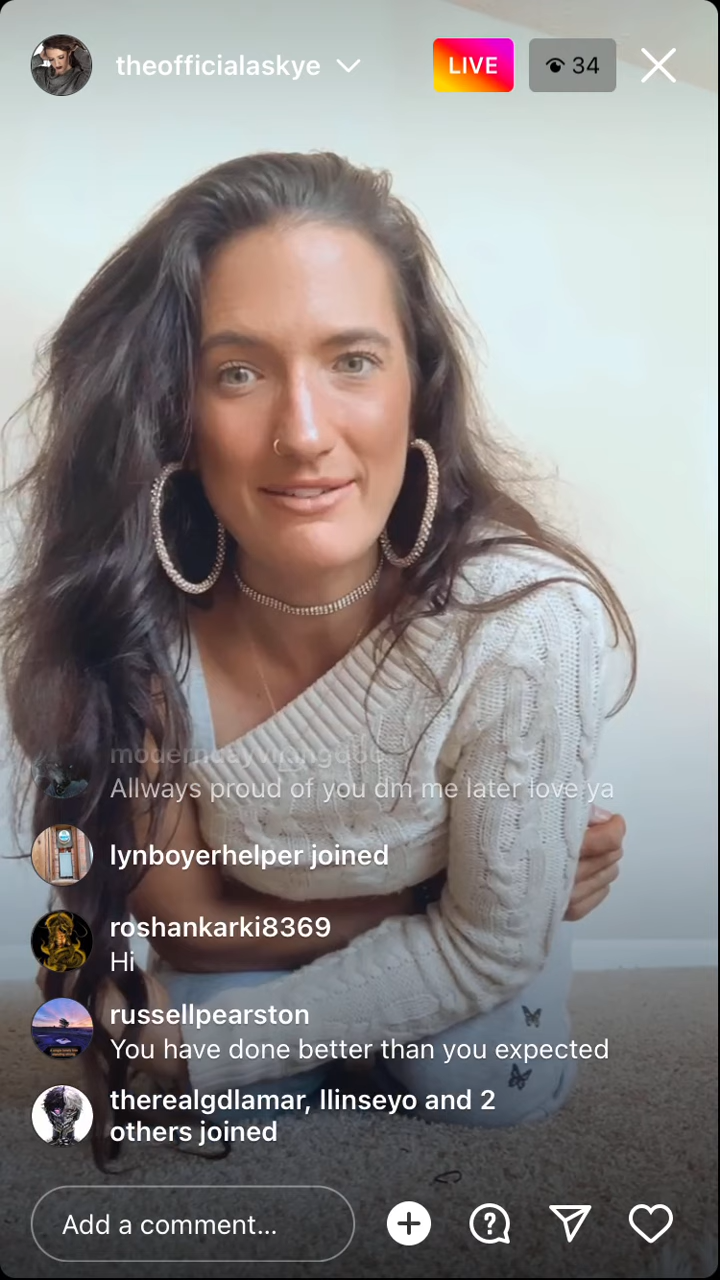 theofficialaskye
LIVE
34
Allways proud of you dm me later love ya
lynboyerhelper joined
roshankarki8369
Hi
russellpearston
You have done better than you expected
therealgdlamar, llinseyo and 2
others joined
Add a comment...